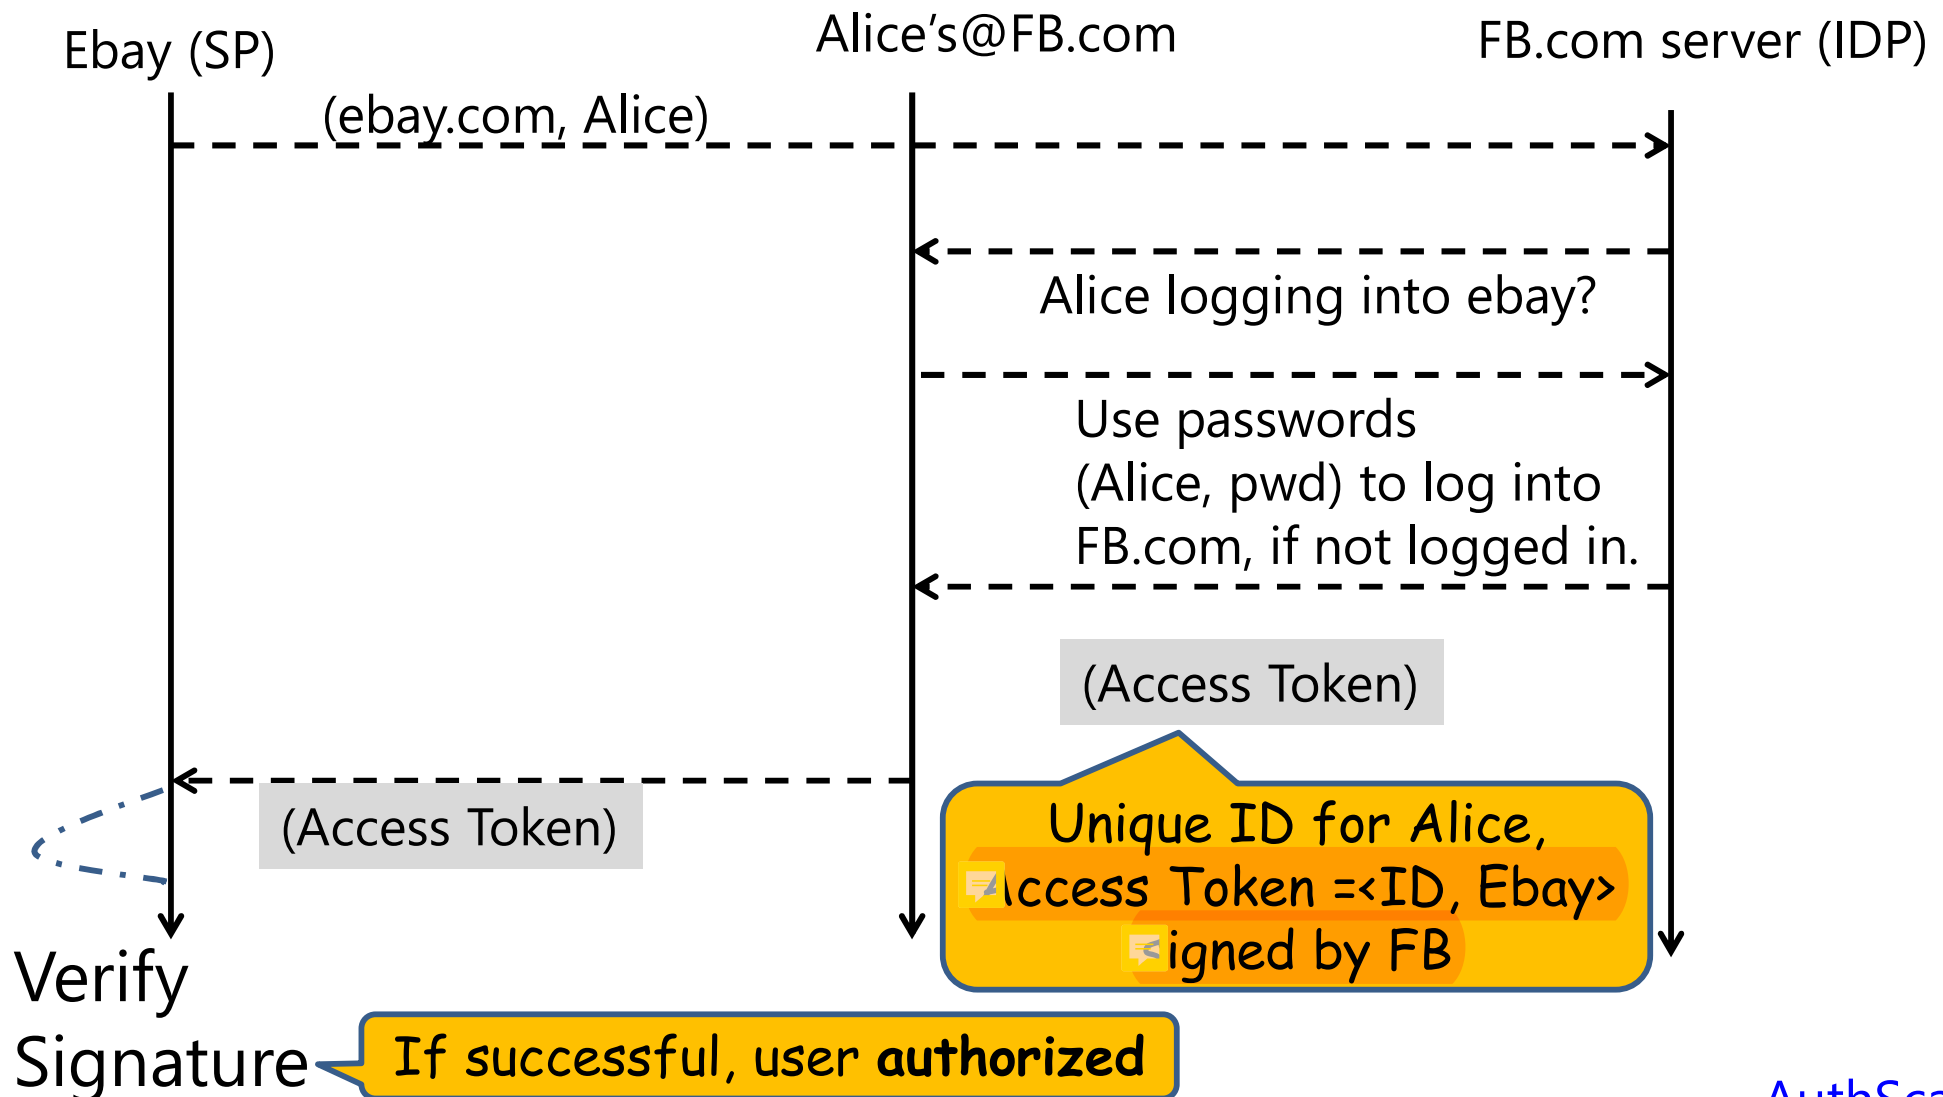 Ebay (SP)
Alice's@FB.com
FB.com server (IDP)
(ebay.com, Alice)
Alice logging into ebay?
Use passwords
(Alice, pwd) to log into
FB.com, if not logged in.
(Access Token)
(Access Token)
Unique ID for Alice,
Access Token =<ID, Ebay>
igned by FB
Verify
Signature
If successful, user authorized